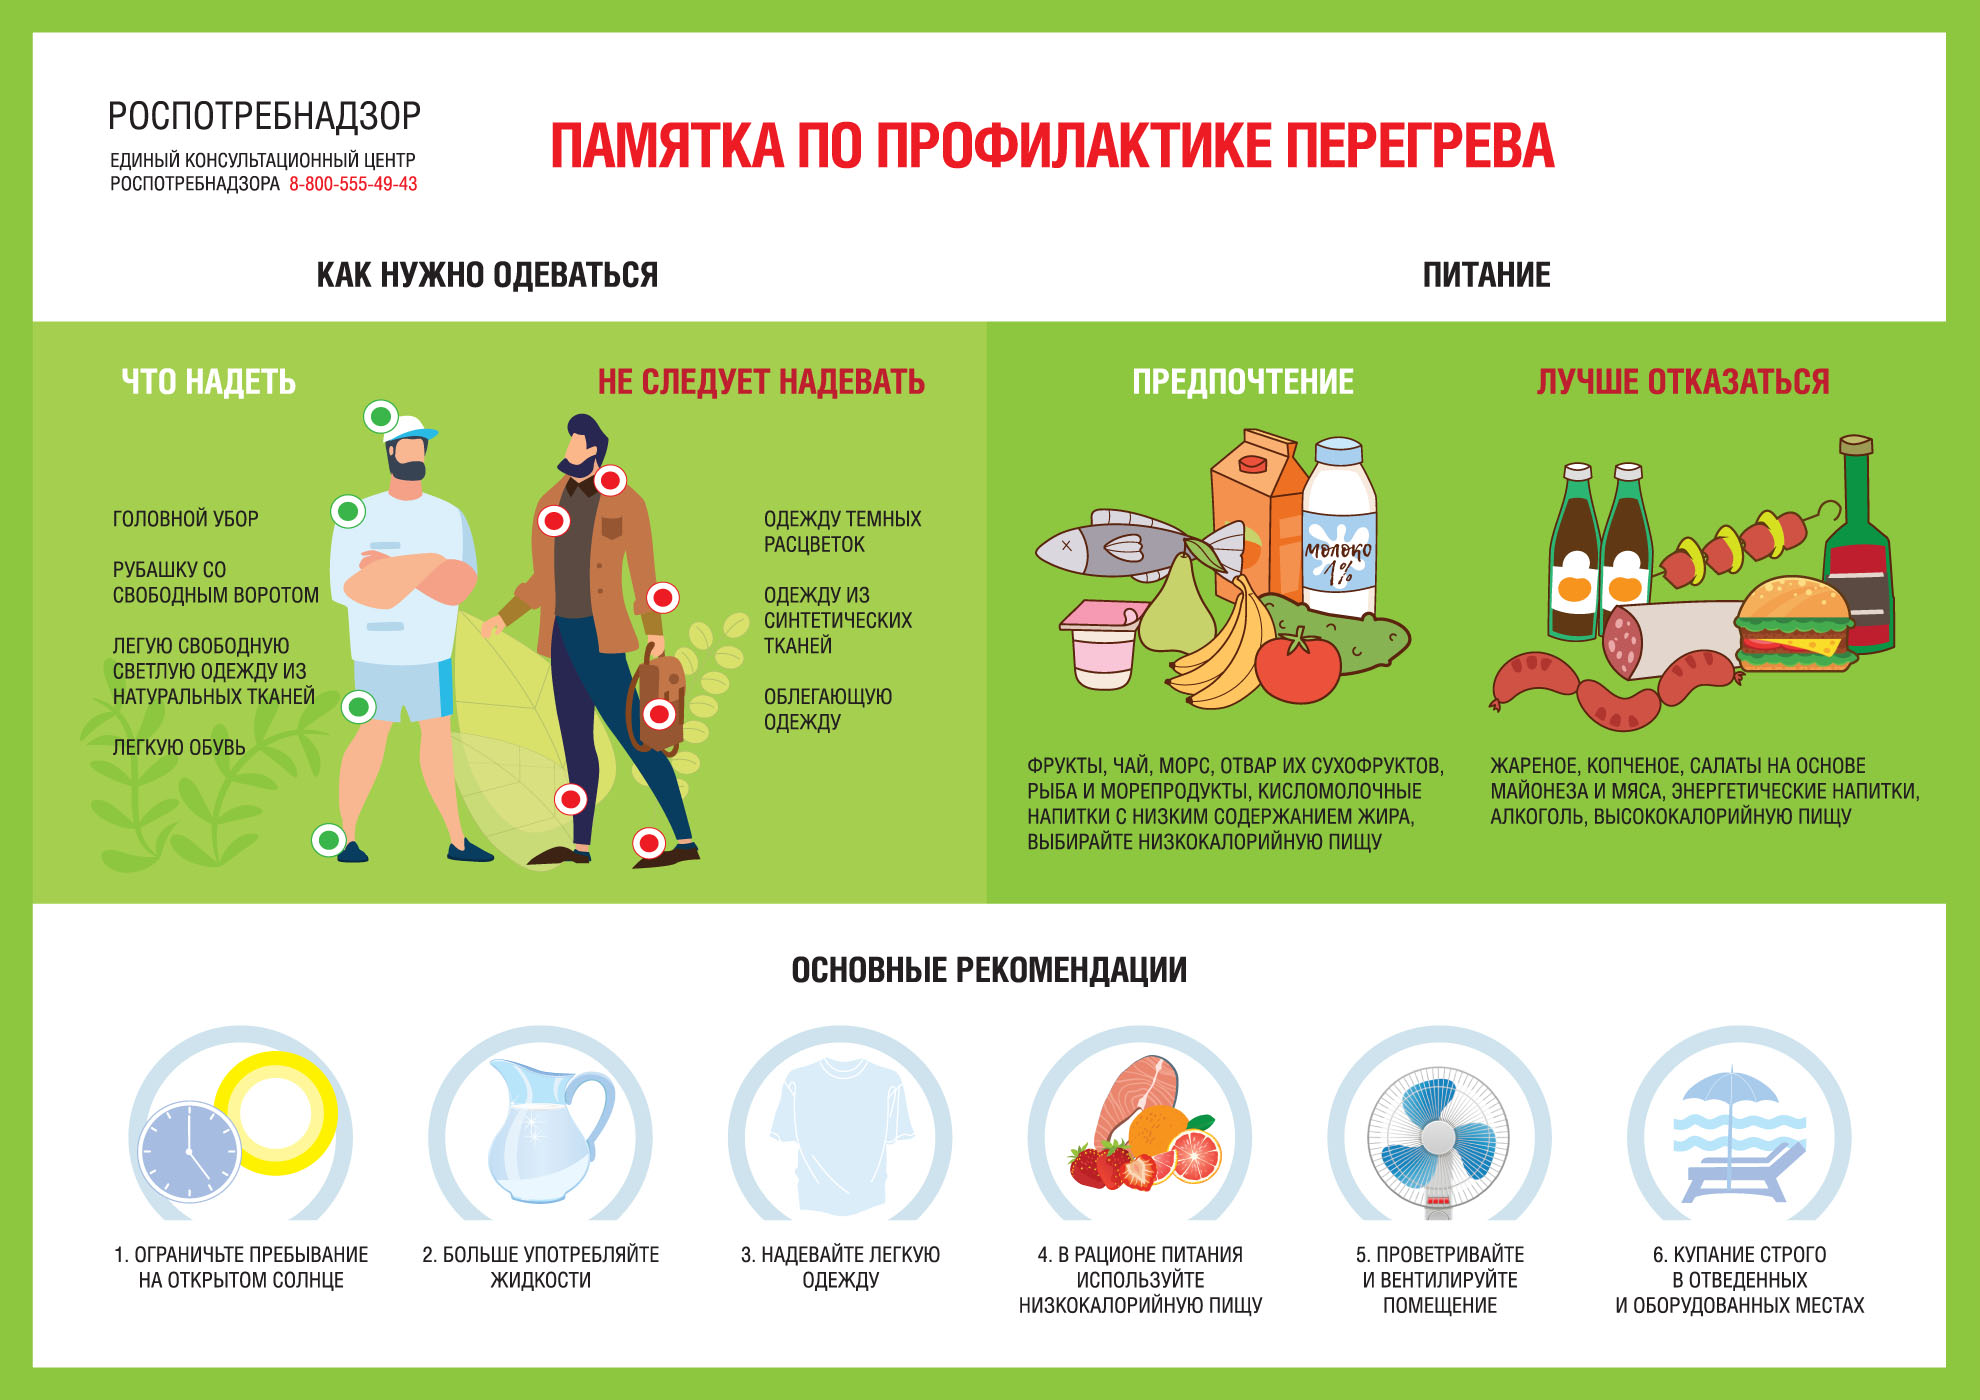 РОСПОТРЕБНАДЗОР
ЕДИНЫЙ КОНСУЛЬТАЦИОННЫЙ ЦЕНТР
РОСПОТРЕБНАДЗОРА 8-800-555-49-43
ПАМЯТКА ПО ПРОФИЛАКТИКЕ ПЕРЕГРЕВА
КАК НУЖНО ОДЕВАТЬСЯ
ЧТО НАДЕТЬ
ГОЛОВНОЙ УБОР
РУБАШКУ СО
СВОБОДНЫМ ВОРОТОМ
ЛЕГУЮ СВОБОДНУЮ
СВЕТЛУЮ ОДЕЖДУ ИЗ
НАТУРАЛЬНЫХ ТКАНЕЙ
ЛЕГКУЮ ОБУВЬ
НЕ СЛЕДУЕТ НАДЕВАТЬ
ОДЕЖДУ ТЕМНЫХ
РАСЦВЕТОК
ОДЕЖДУ ИЗ
СИНТЕТИЧЕСКИХ
ТКАНЕЙ
ОБЛЕГАЮЩУЮ
ОДЕЖДУ
ПИТАНИЕ
ПРЕДПОЧТЕНИЕ
МОЛОКО
1%
ФРУКТЫ, ЧАЙ, МОРС, ОТВАР ИХ СУХОФРУКТОВ,
РЫБА И МОРЕПРОДУКТЫ, КИСЛОМОЛОЧНЫЕ
НАПИТКИ С НИЗКИМ СОДЕРЖАНИЕМ ЖИРА,
ВЫБИРАЙТЕ НИЗКОКАЛОРИЙНУЮ ПИЩУ
ЛУЧШЕ ОТКАЗАТЬСЯ
ЖАРЕНОЕ, КОПЧЕНОЕ, САЛАТЫ НА ОСНОВЕ
МАЙОНЕЗА И МЯСА, ЭНЕРГЕТИЧЕСКИЕ НАПИТКИ,
АЛКОГОЛЬ, ВЫСОКОКАЛОРИЙНУЮ ПИЩУ
ОСНОВНЫЕ РЕКОМЕНДАЦИИ
1. ОГРАНИЧЬТЕ ПРЕБЫВАНИЕ
НА ОТКРЫТОМ СОЛНЦЕ
2. БОЛЬШЕ УПОТРЕБЛЯЙТЕ
ЖИДКОСТИ
3. НАДЕВАЙТЕ ЛЕГКУЮ
ОДЕЖДУ
4. В РАЦИОНЕ ПИТАНИЯ
ИСПОЛЬЗУЙТЕ
НИЗКОКАЛОРИЙНУЮ ПИЩУ
5. ПРОВЕТРИВАЙТЕ
И ВЕНТИЛИРУЙТЕ
ПОМЕЩЕНИЕ
6. КУПАНИЕ СТРОГО
В ОТВЕДЕННЫХ
И ОБОРУДОВАННЫХ МЕСТАХ